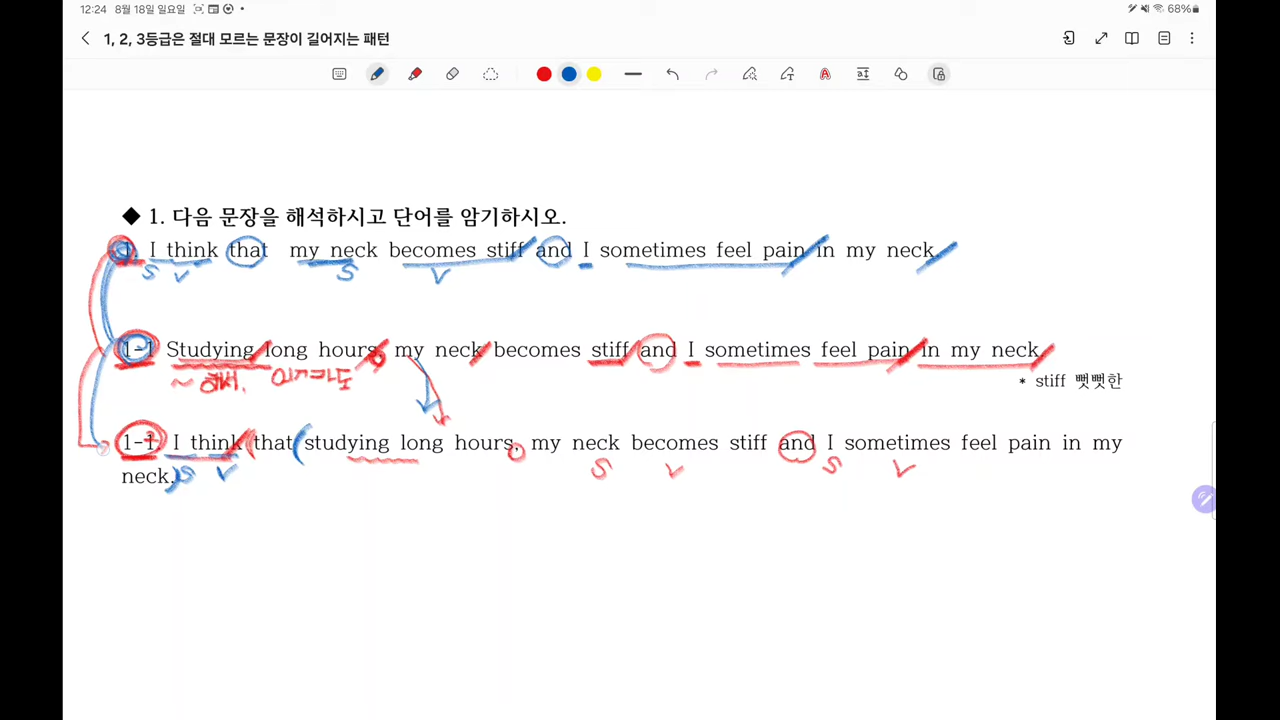 12:24 8월 18일 일요일 68%
1, 2, 3등급은 절대 모르는 문장이 길어지는 패턴
◆ 1. 다음 문장을 해석하시고 단어를 암기하시오.
1 I think that my neck becomes stiff and I sometimes feel pain in my neck.
S V S V
1-1 Studying long hours, my neck becomes stiff and I sometimes feel pain in my neck.
~해서.
* stiff 뻣뻣한
1-1 I think that studying long hours, my neck becomes stiff and I sometimes feel pain in my
S V S V
neck. S V